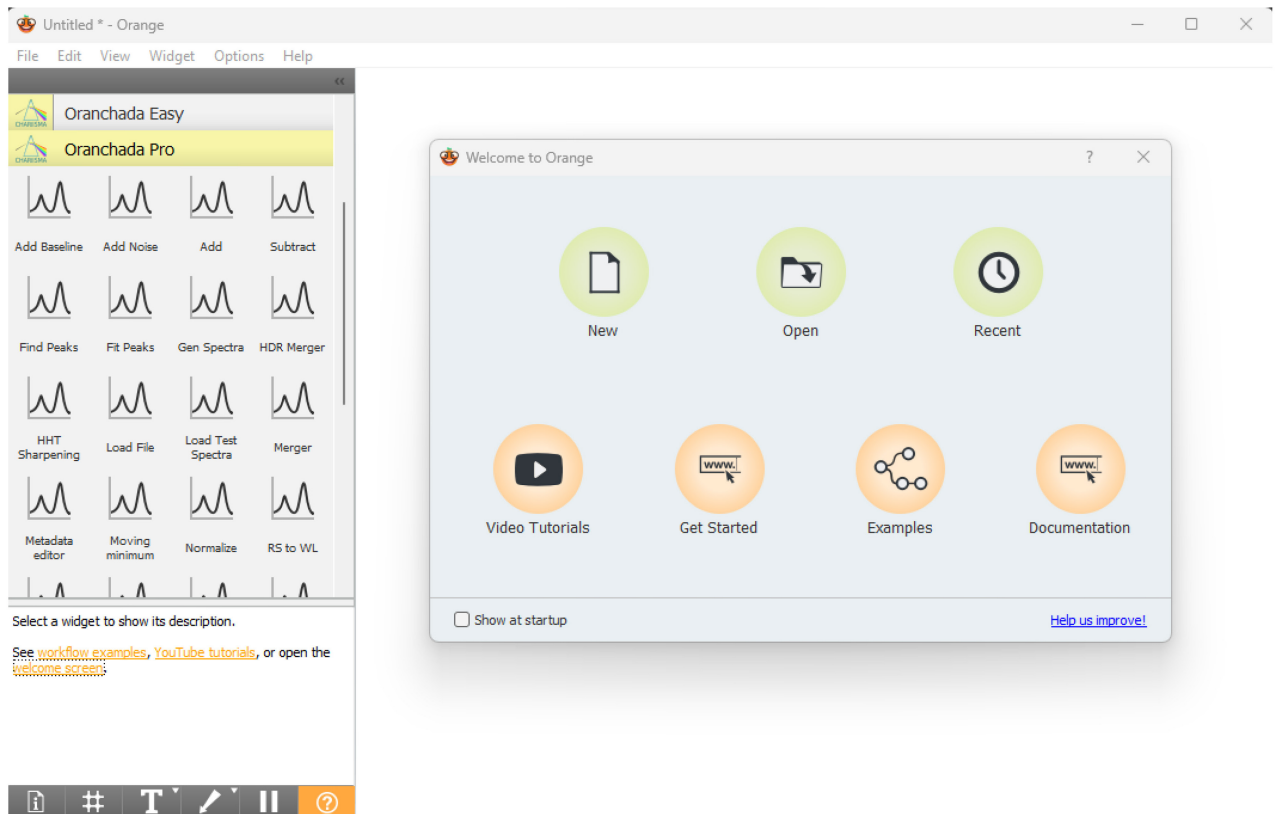 Untitled * - Orange
File Edit View Widget Options Help
CHARISMA Oranchada Easy
CHARISMA Oranchada Pro
Add Baseline Add Noise Add Subtract
Find Peaks Fit Peaks Gen Spectra HDR Merger
HHT Sharpening Load File Load Test Spectra Merger
Metadata editor Moving minimum Normalize RS to WL
Select a widget to show its description.
See workflow examples, YouTube tutorials, or open the
welcome screen.
Welcome to Orange
New Open Recent
www. www.
Video Tutorials Get Started Examples Documentation
Show at startup Help us improve!